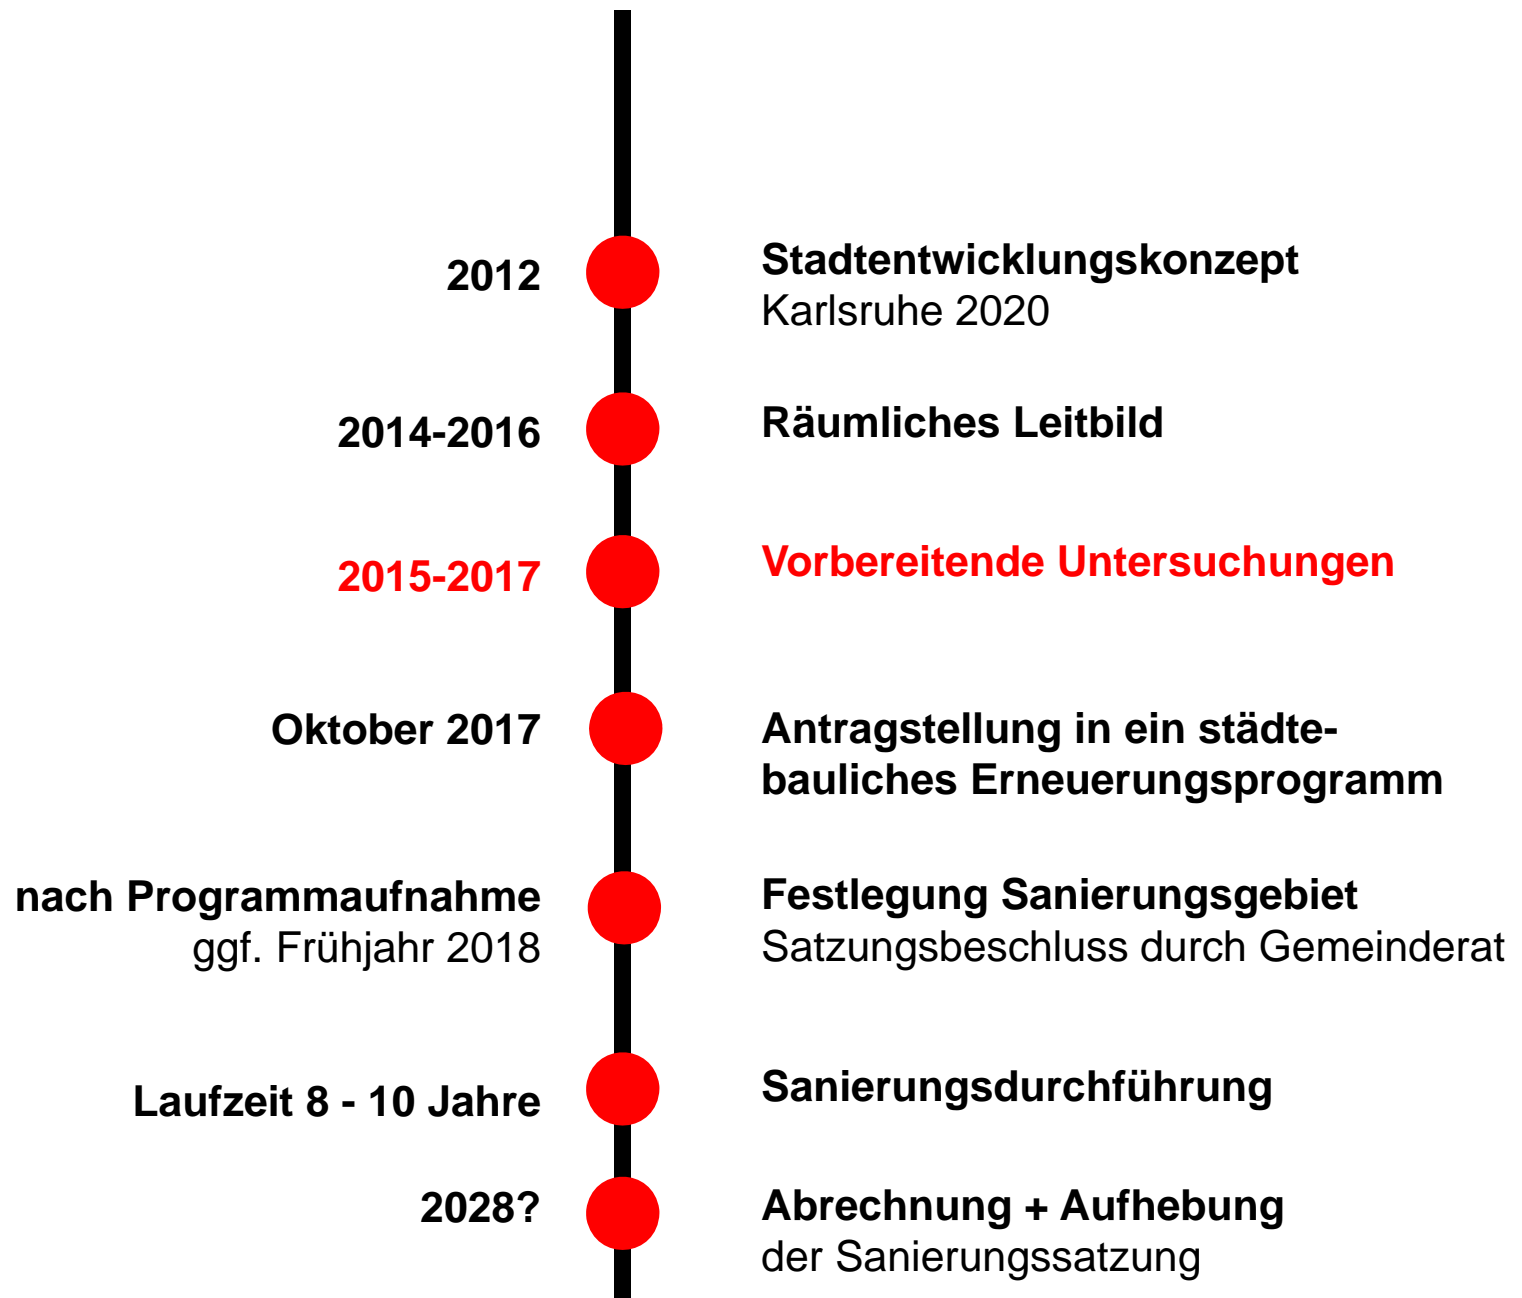 2012
Stadtentwicklungskonzept
Karlsruhe 2020
2014-2016
Räumliches Leitbild
2015-2017
Vorbereitende Untersuchungen
Oktober 2017
Antragstellung in ein städte-
bauliches Erneuerungsprogramm
nach Programmaufnahme
ggf. Frühjahr 2018
Festlegung Sanierungsgebiet
Satzungsbeschluss durch Gemeinderat
Laufzeit 8 - 10 Jahre
Sanierungsdurchführung
2028?
Abrechnung + Aufhebung
der Sanierungssatzung